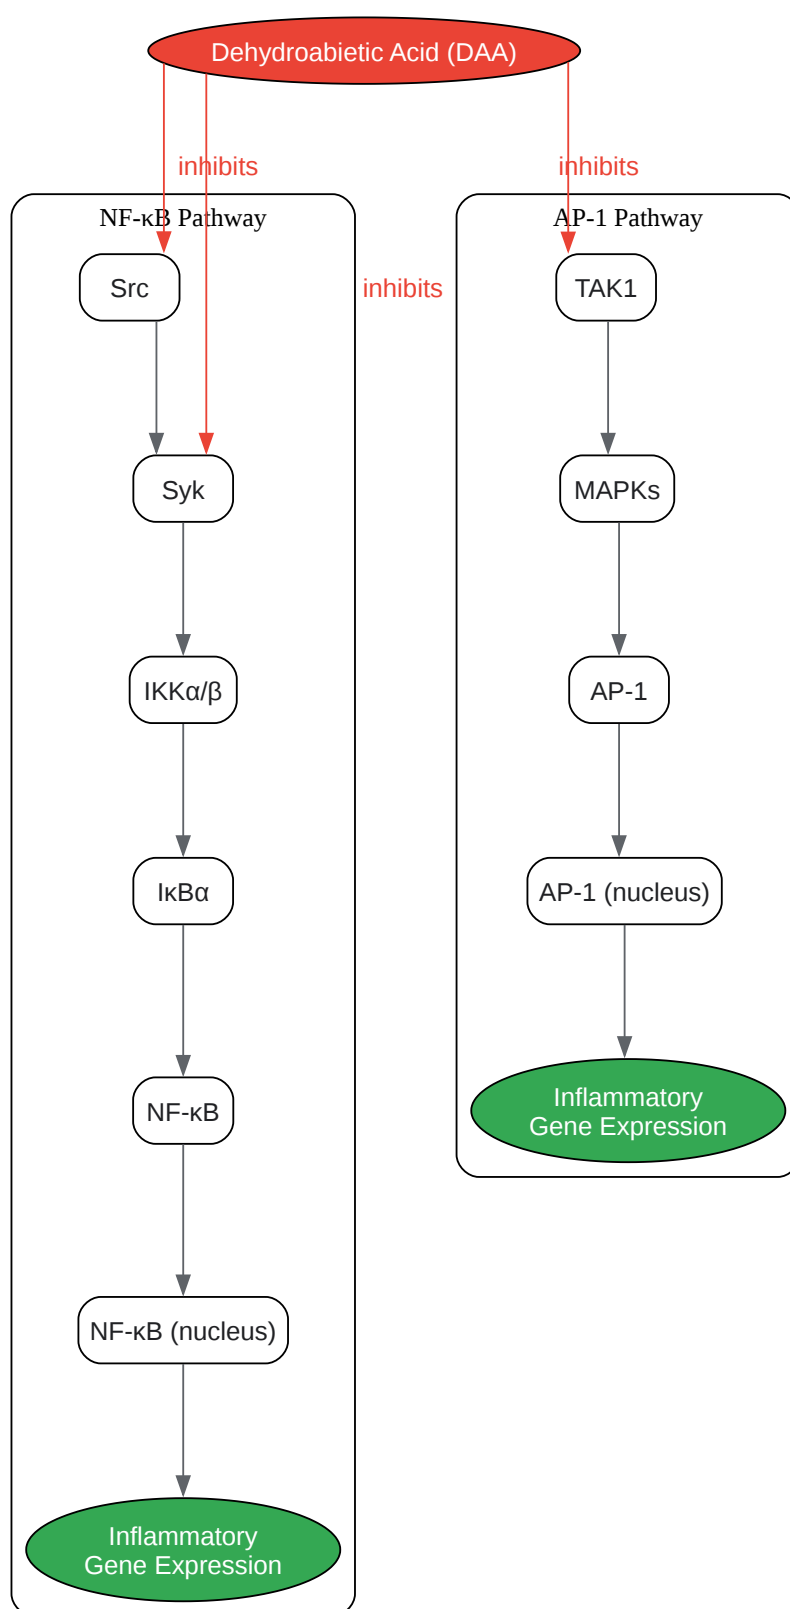 Dehydroabietic Acid (DAA)
inhibits
inhibits
NF-κB Pathway
AP-1 Pathway
Src
inhibits
TAK1
Syk
MAPKs
IKKα/β
AP-1
IκBα
AP-1 (nucleus)
NF-κB
Inflammatory
Gene Expression
NF-κB (nucleus)
Inflammatory
Gene Expression